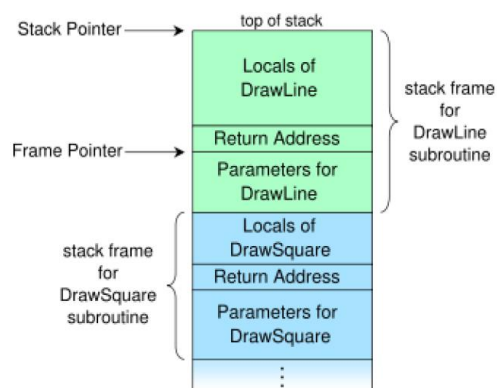 top of stack
Stack Pointer
Locals of
DrawLine
stack frame
for
DrawLine
subroutine
Return Address
Frame Pointer
Parameters for
DrawLine
Locals of
DrawSquare
stack frame
for
DrawSquare
subroutine
Return Address
Parameters for
DrawSquare
⋮